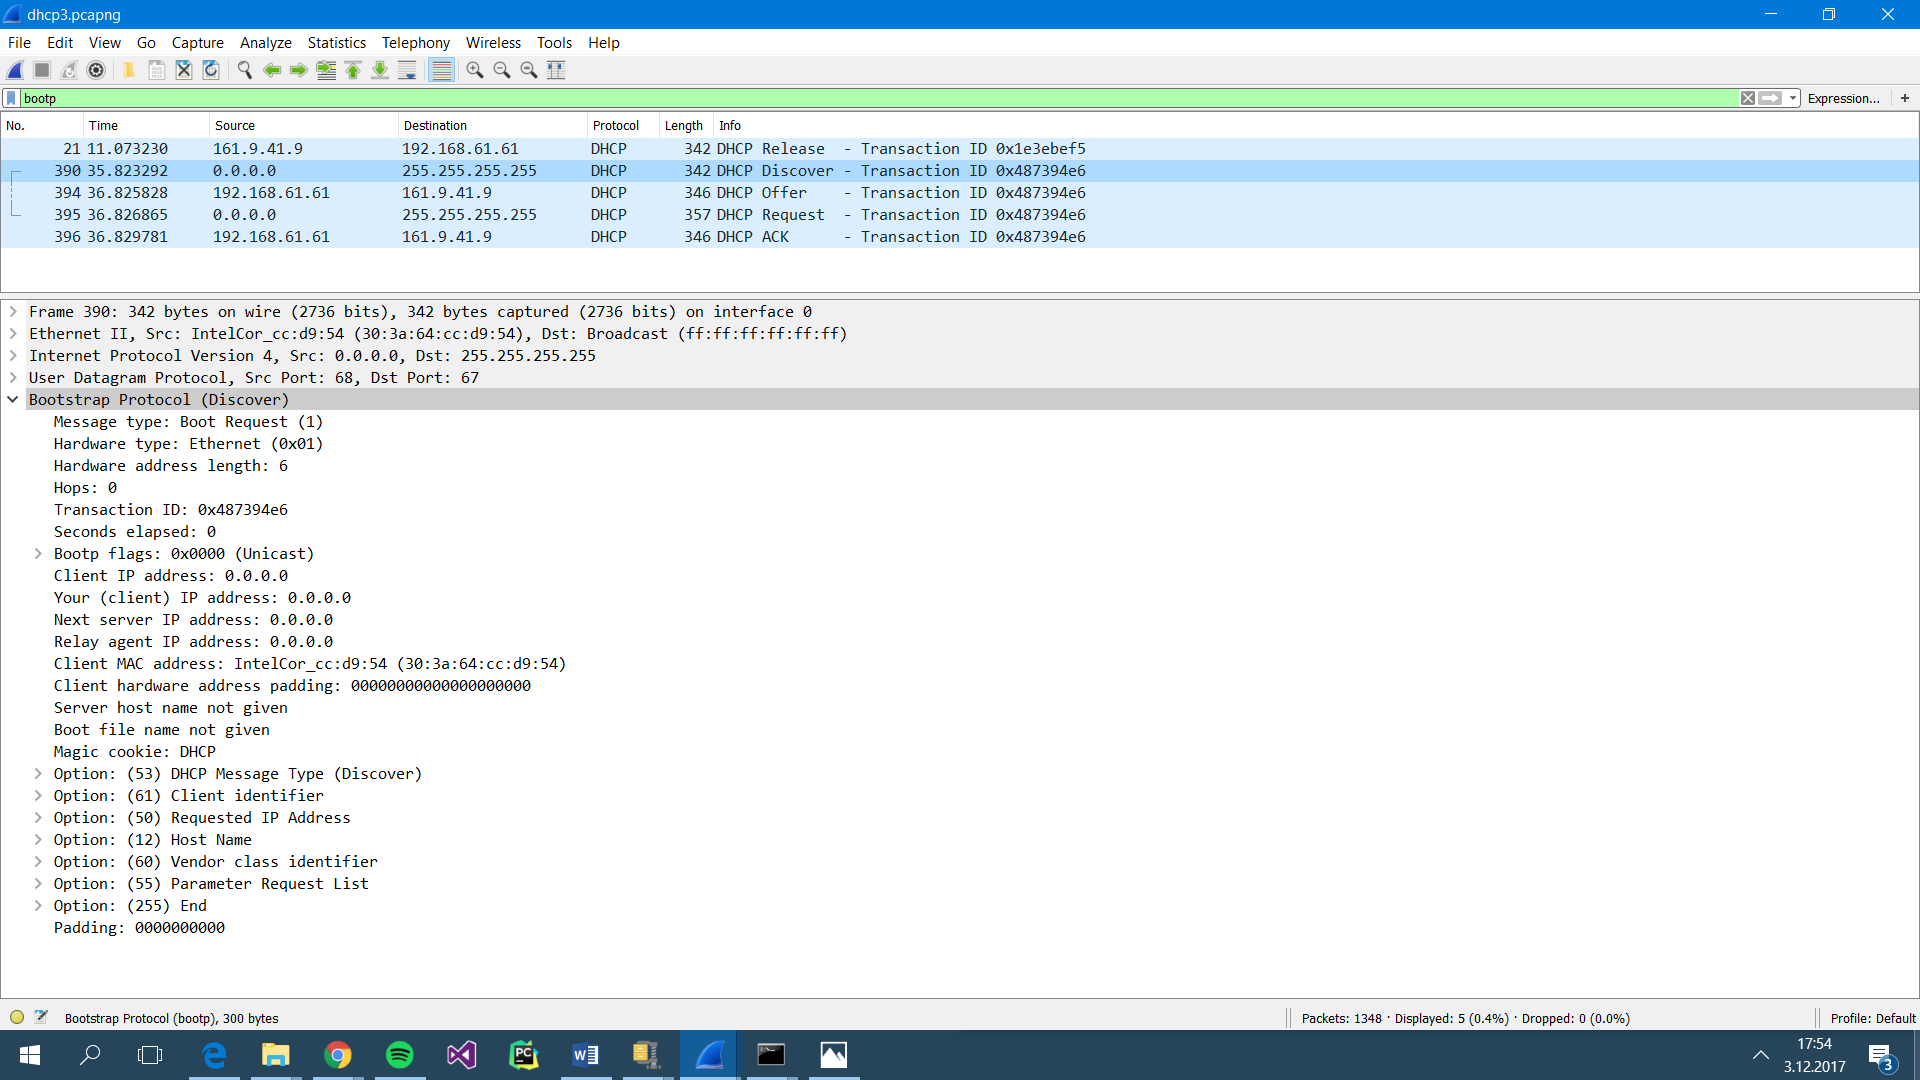 dhcp3.pcapng
File Edit View Go Capture Analyze Statistics Telephony Wireless Tools Help
bootp Expression... +
No. Time Source Destination Protocol Length Info
21 11.073230 161.9.41.9 192.168.61.61 DHCP 342 DHCP Release - Transaction ID 0x1e3ebef5
390 35.823292 0.0.0.0 255.255.255.255 DHCP 342 DHCP Discover - Transaction ID 0x487394e6
394 36.825828 192.168.61.61 161.9.41.9 DHCP 346 DHCP Offer - Transaction ID 0x487394e6
395 36.826865 0.0.0.0 255.255.255.255 DHCP 357 DHCP Request - Transaction ID 0x487394e6
396 36.829781 192.168.61.61 161.9.41.9 DHCP 346 DHCP ACK - Transaction ID 0x487394e6
Frame 390: 342 bytes on wire (2736 bits), 342 bytes captured (2736 bits) on interface 0
Ethernet II, Src: IntelCor_cc:d9:54 (30:3a:64:cc:d9:54), Dst: Broadcast (ff:ff:ff:ff:ff:ff)
Internet Protocol Version 4, Src: 0.0.0.0, Dst: 255.255.255.255
User Datagram Protocol, Src Port: 68, Dst Port: 67
Bootstrap Protocol (Discover)
Message type: Boot Request (1)
Hardware type: Ethernet (0x01)
Hardware address length: 6
Hops: 0
Transaction ID: 0x487394e6
Seconds elapsed: 0
Bootp flags: 0x0000 (Unicast)
Client IP address: 0.0.0.0
Your (client) IP address: 0.0.0.0
Next server IP address: 0.0.0.0
Relay agent IP address: 0.0.0.0
Client MAC address: IntelCor_cc:d9:54 (30:3a:64:cc:d9:54)
Client hardware address padding: 00000000000000000000
Server host name not given
Boot file name not given
Magic cookie: DHCP
Option: (53) DHCP Message Type (Discover)
Option: (61) Client identifier
Option: (50) Requested IP Address
Option: (12) Host Name
Option: (60) Vendor class identifier
Option: (55) Parameter Request List
Option: (255) End
Padding: 0000000000
Bootstrap Protocol (bootp), 300 bytes
Packets: 1348 · Displayed: 5 (0.4%) · Dropped: 0 (0.0%)
Profile: Default
PC
17:54
3.12.2017
3